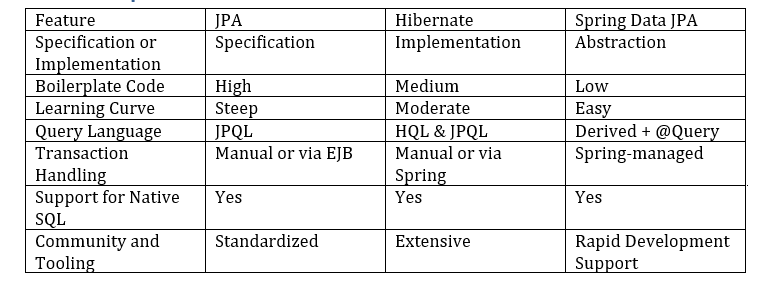 Feature JPA Hibernate Spring Data JPA
Specification or Implementation Specification Implementation Abstraction
Boilerplate Code High Medium Low
Learning Curve Steep Moderate Easy
Query Language JPQL HQL & JPQL Derived + @Query
Transaction Handling Manual or via EJB Manual or via Spring Spring-managed
Support for Native SQL Yes Yes Yes
Community and Tooling Standardized Extensive Rapid Development Support